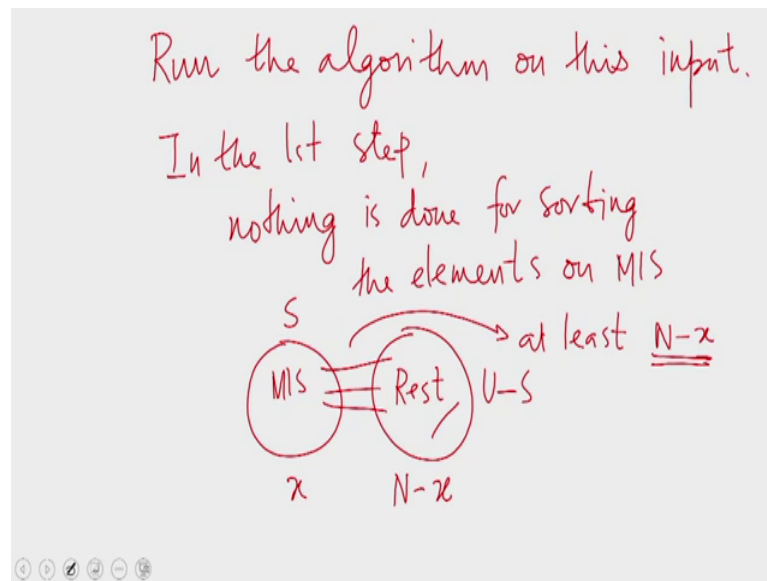 Run the algorithm on this input.
In the 1st step,
nothing is done for sorting
the elements on MIS
S
at least N-x
MIS
Rest
U-S
x
N-x